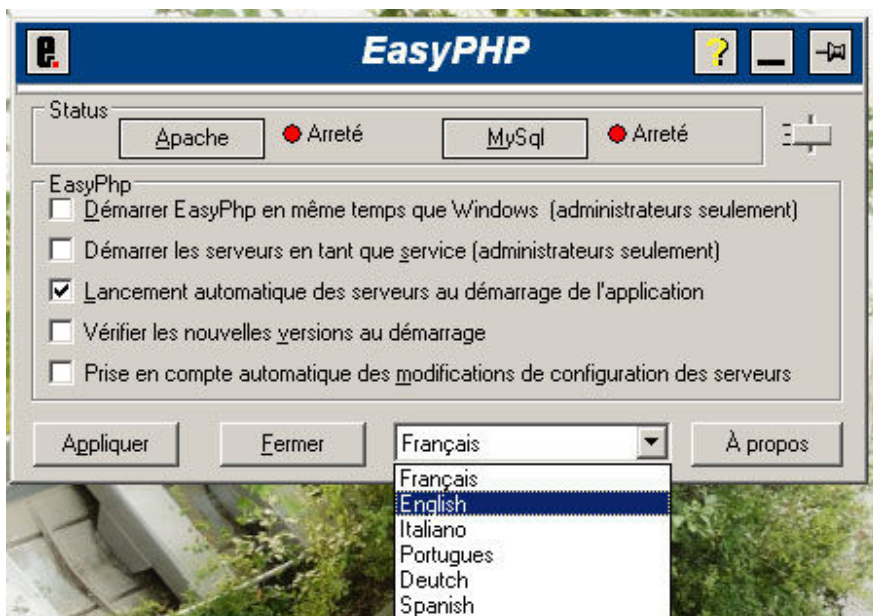 e.
EasyPHP
?
Status
Apache Arreté MySql Arreté
EasyPhp
Démarrer EasyPhp en même temps que Windows (administrateurs seulement)
Démarrer les serveurs en tant que service (administrateurs seulement)
Lancement automatique des serveurs au démarrage de l'application
Vérifier les nouvelles versions au démarrage
Prise en compte automatique des modifications de configuration des serveurs
Appliquer Fermer Français À propos
Français
English
Italiano
Portugues
Deutch
Spanish